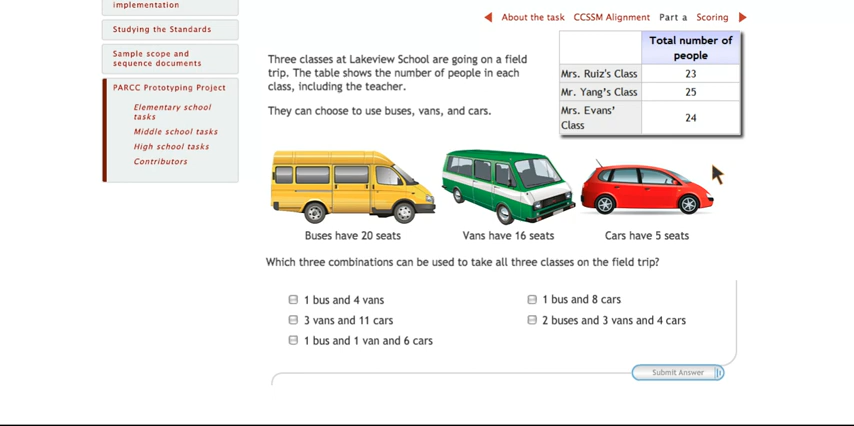 implementation
Studying the Standards
Sample scope and
sequence documents
PARCC Prototyping Project
Elementary school
tasks
Middle school tasks
High school tasks
Contributors
About the task CCSSM Alignment Part a Scoring
Three classes at Lakeview School are going on a field
trip. The table shows the number of people in each
class, including the teacher.
They can choose to use buses, vans, and cars.
Total number of
people
Mrs. Ruiz's Class 23
Mr. Yang's Class 25
Mrs. Evans'
Class 24
Buses have 20 seats
Vans have 16 seats
Cars have 5 seats
Which three combinations can be used to take all three classes on the field trip?
1 bus and 4 vans
1 bus and 8 cars
3 vans and 11 cars
2 buses and 3 vans and 4 cars
1 bus and 1 van and 6 cars
Submit Answer